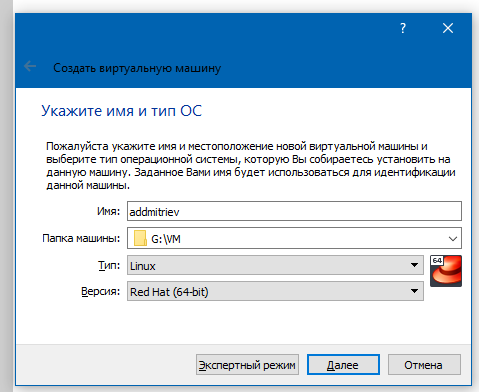 ?
Создать виртуальную машину
Укажите имя и тип ОС
Пожалуйста укажите имя и местоположение новой виртуальной машины и
выберите тип операционной системы, которую Вы собираетесь установить на
данную машину. Заданное Вами имя будет использоваться для идентификации
данной машины.
Имя: addmitriev
Папка машины: G:\VM
Тип: Linux
64
Версия: Red Hat (64-bit)
Экспертный режим Далее Отмена